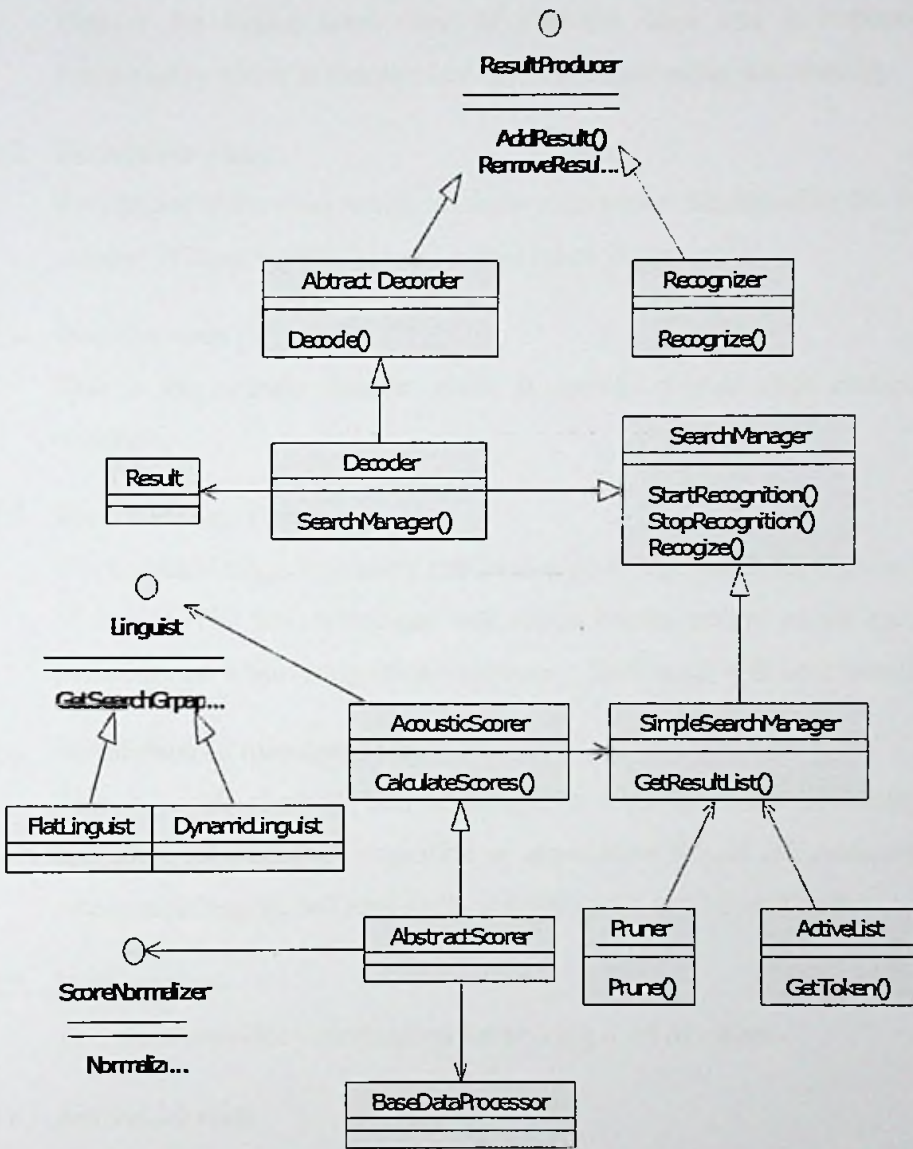 ResultProducer
AddResult()
RemoveResul...
Abtract Decorder
Decode()
Recognizer
Recognize()
Result
Decoder
SearchManager()
SearchManager
StartRecognition()
StopRecognition()
Recogize()
Linguist
GetSearchGrpap...
FlatLinguist
DynamicLinguist
AcousticScorer
CalculateScores()
SimpleSearchManager
GetResultList()
ScoreNormalizer
Normaliz...
AbstractScorer
Pruner
Prune()
ActiveList
GetToken()
BaseDataProcessor